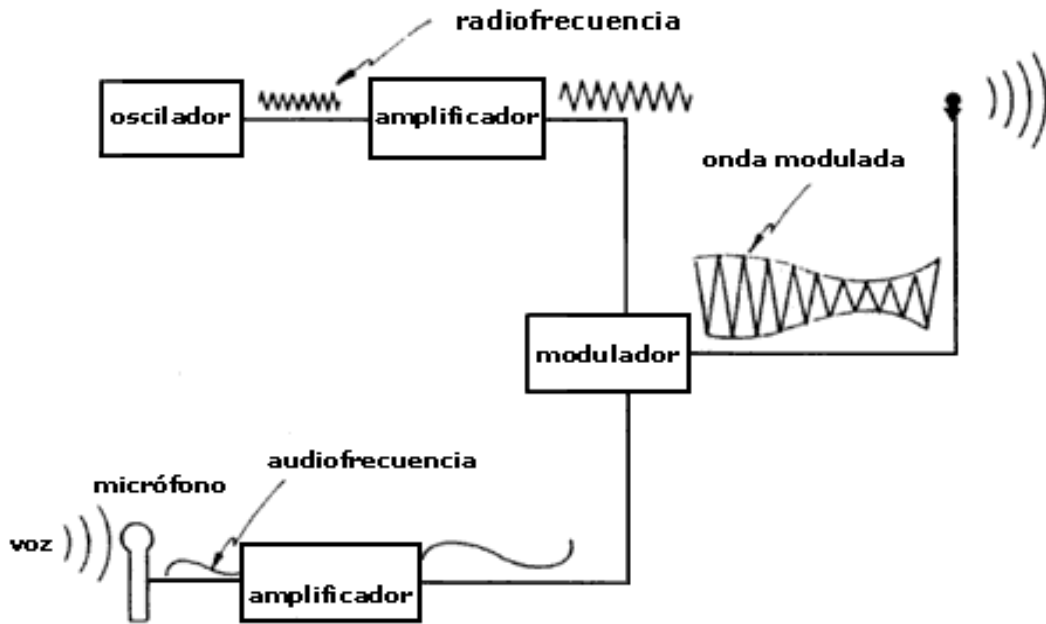 radiofrecuencia
oscilador
amplificador
onda modulada
modulador
audiofrecuencia
micrófono
voz
amplificador